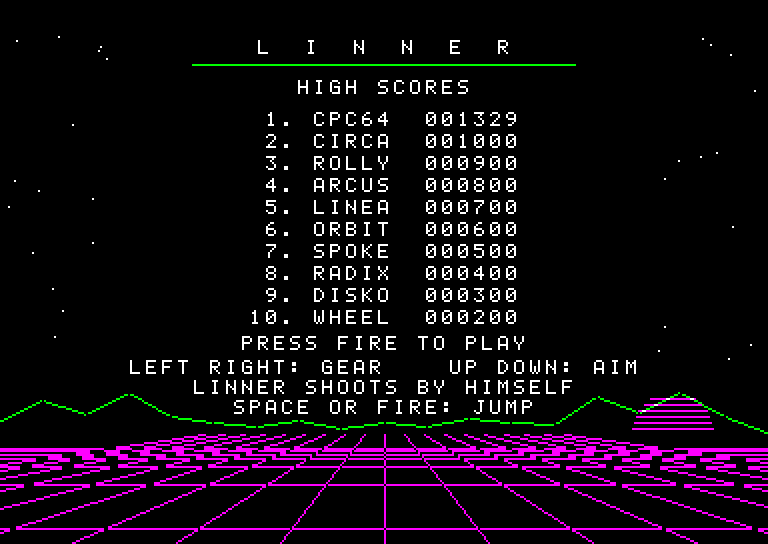 L I N N E R
HIGH SCORES
1. CPC64 001329
2. CIRCA 001000
3. ROLLY 000900
4. ARCUS 000800
5. LINEA 000700
6. ORBIT 000600
7. SPOKE 000500
8. RADIX 000400
9. DISKO 000300
10. WHEEL 000200
PRESS FIRE TO PLAY
LEFT RIGHT: GEAR UP DOWN: AIM
LINNER SHOOTS BY HIMSELF
SPACE OR FIRE: JUMP